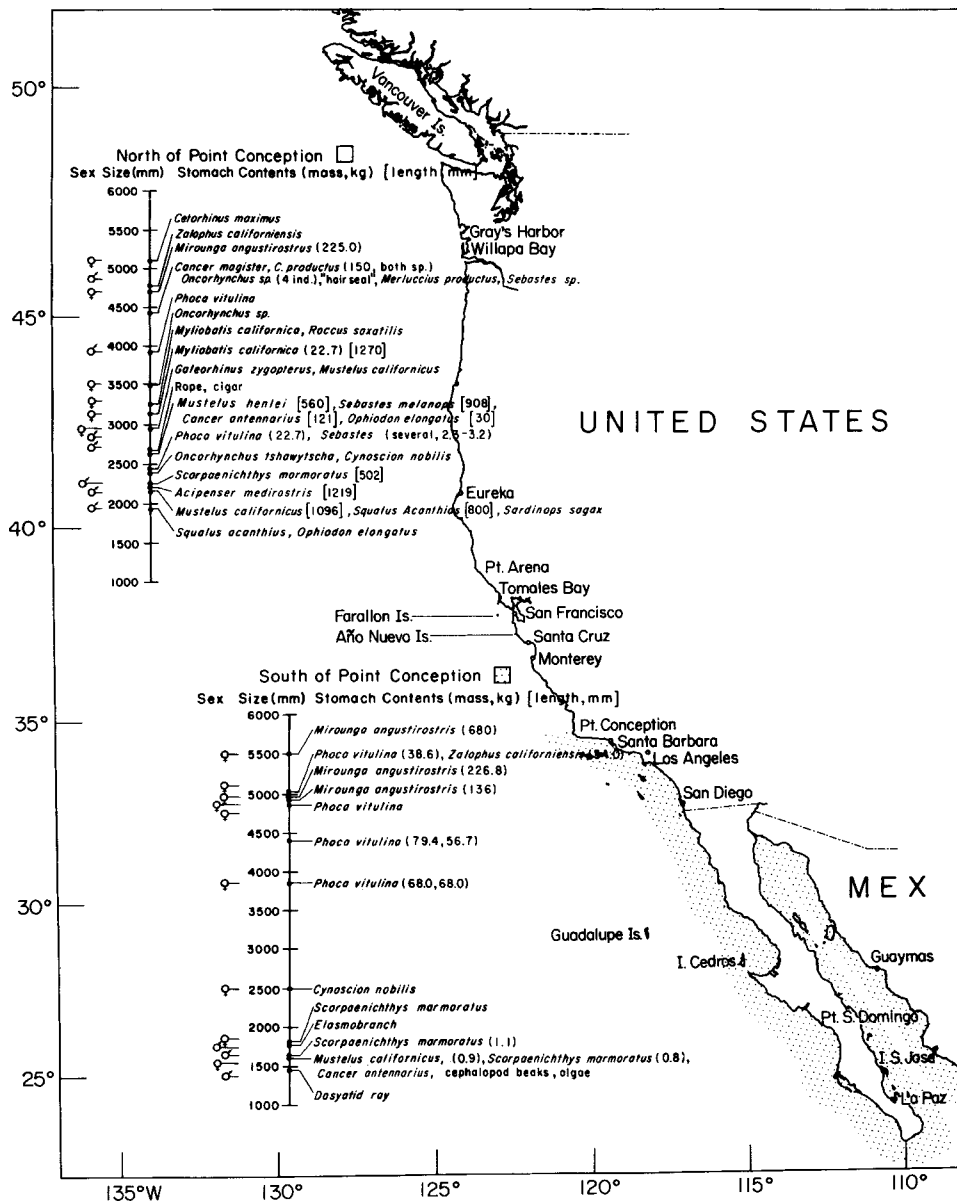 50°
45°
40°
35°
30°
25°
Vancouver Is.
North of Point Conception
Sex Size(mm) Stomach Contents (mass, kg) [length, mm]
6000
5500
5000
4500
4000
3500
3000
2500
2000
1500
1000
Cetorhinus maximus
Zalophus californiensis
Mirounga angustirostrus (225.0)
Cancer magister, C. productus (150, both sp.)
Oncorhynchus sp. (4 ind.), "hair seal", Merluccius productus, Sebastes sp.
Phoca vitulina
Oncorhynchus sp.
Myliobatis californica, Roccus saxatilis
Myliobatis californica (22.7) [1270]
Galeorhinus zygopterus, Mustelus californicus
Rope, cigar
Mustelus henlei [560], Sebastes melanops [908],
Cancer antennarius [121], Ophiodon elongatus [30]
Phoca vitulina (22.7), Sebastes (several, 2.3-3.2)
Oncorhynchus tshawytscha, Cynoscion nobilis
Scorpaenichthys marmoratus [502]
Acipenser medirostris [1219]
Mustelus californicus [1096], Squalus Acanthias [800], Sardinops sagax
Squalus acanthius, Ophiodon elongatus
Gray's Harbor
Willapa Bay
UNITED STATES
Eureka
Pt. Arena
Tomales Bay
Farallon Is.
San Francisco
Año Nuevo Is.
Santa Cruz
Monterey
South of Point Conception
Sex Size (mm) Stomach Contents (mass, kg) [length, mm]
6000
5500
5000
4500
4000
3500
3000
2500
2000
1500
1000
Mirounga angustirostris (680)
Phoca vitulina (38.6), Zalophus californiensis
Mirounga angustirostris (226.8)
Mirounga angustirostris (136)
Phoca vitulina
Phoca vitulina (79.4, 56.7)
Phoca vitulina (68.0, 68.0)
Cynoscion nobilis
Scorpaenichthys marmoratus
Elasmobranch
Scorpaenichthys marmoratus (1.1)
Mustelus californicus, (0.9), Scorpaenichthys marmoratus (0.8),
Cancer antennarius, cephalopod beaks, algae
Dasyatid ray
Pt. Conception
Santa Barbara
Los Angeles
San Diego
MEX
Guadalupe Is.
I. Cedros
Guaymas
Pt. S. Domingo
I. S. José
La Paz
135°W
130°
125°
120°
115°
110°